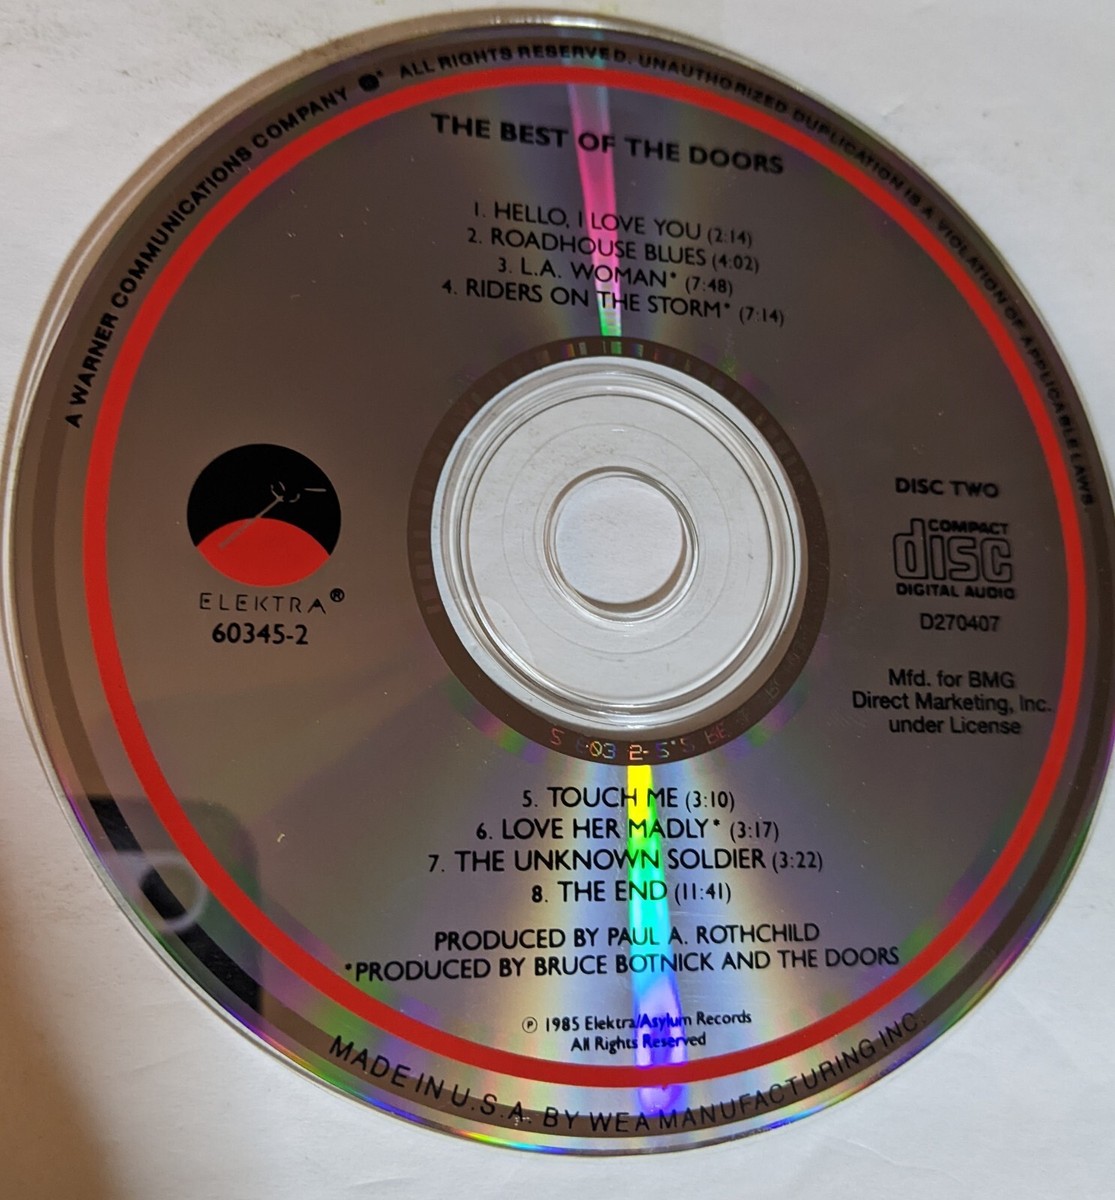 A WARNER COMMUNICATIONS COMPANY ALL RIGHTS RESERVED. UNAUTHORIZED DUPLICATION IS A VIOLATION OF APPLICABLE LAWS.
THE BEST OF THE DOORS
1. HELLO, I LOVE YOU (2:14)
2. ROADHOUSE BLUES (4:02)
3. L.A. WOMAN* (7:48)
4. RIDERS ON THE STORM* (7:14)
ELEKTRA®
60345-2
DISC TWO
COMPACT
disc
DIGITAL AUDIO
D270407
Mfd. for BMG
Direct Marketing, Inc.
under License
5. TOUCH ME (3:10)
6. LOVE HER MADLY* (3:17)
7. THE UNKNOWN SOLDIER (3:22)
8. THE END (11:41)
PRODUCED BY PAUL A. ROTHCHILD
*PRODUCED BY BRUCE BOTNICK AND THE DOORS
℗ 1985 Elektra/Asylum Records
All Rights Reserved
MADE IN U.S.A. BY WEA MANUFACTURING INC.